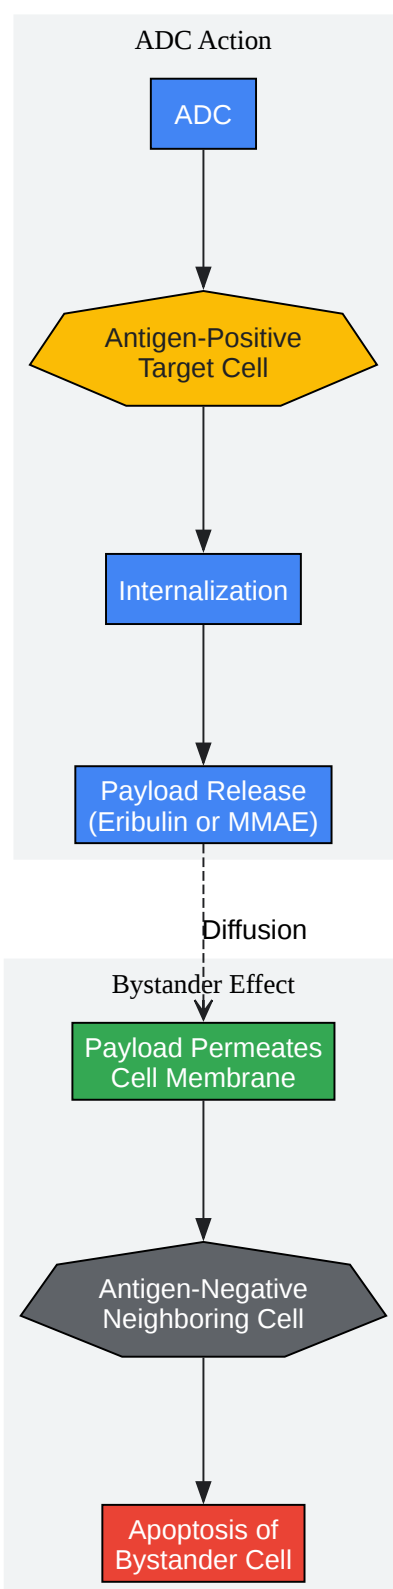 ADC Action
ADC
Antigen-Positive
Target Cell
Internalization
Payload Release
(Eribulin or MMAE)
Diffusion
Bystander Effect
Payload Permeates
Cell Membrane
Antigen-Negative
Neighboring Cell
Apoptosis of
Bystander Cell